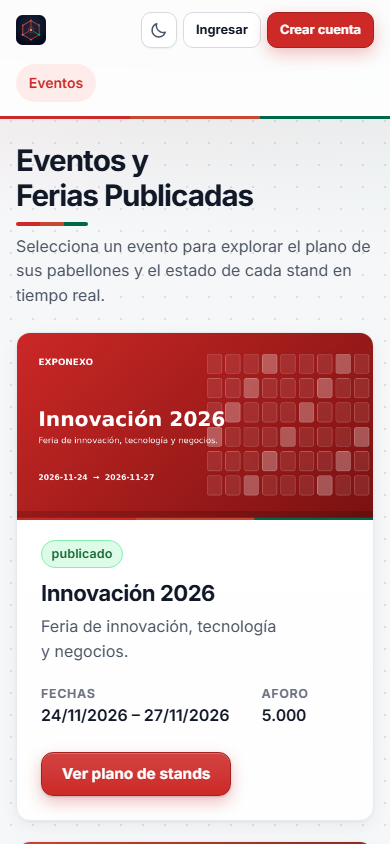 Ingresar
Crear cuenta
Eventos
Eventos y
Ferias Publicadas
Selecciona un evento para explorar el plano de
sus pabellones y el estado de cada stand en
tiempo real.
EXPONEXO
Innovación 2026
Feria de innovación, tecnología y negocios.
2026-11-24 → 2026-11-27
publicado
Innovación 2026
Feria de innovación, tecnología
y negocios.
FECHAS
AFORO
24/11/2026 – 27/11/2026
5.000
Ver plano de stands